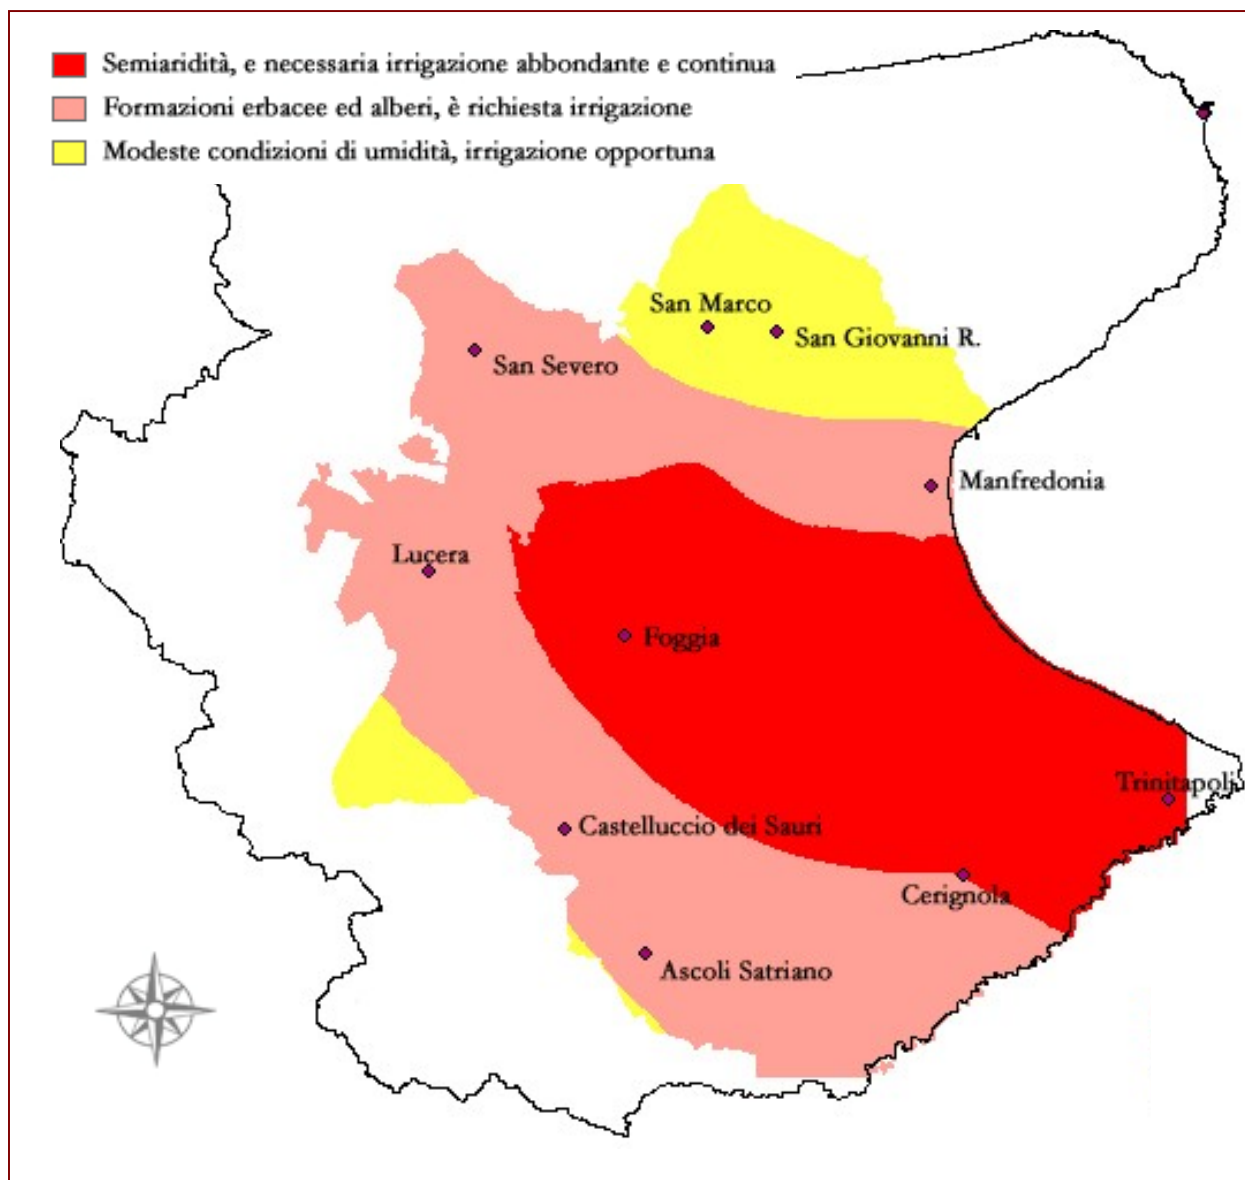 Semiaridità, e necessaria irrigazione abbondante e continua
Formazioni erbacee ed alberi, è richiesta irrigazione
Modeste condizioni di umidità, irrigazione opportuna
San Marco
San Giovanni R.
San Severo
Manfredonia
Lucera
Foggia
Trinitapoli
Castelluccio dei Sauri
Cerignola
Ascoli Satriano